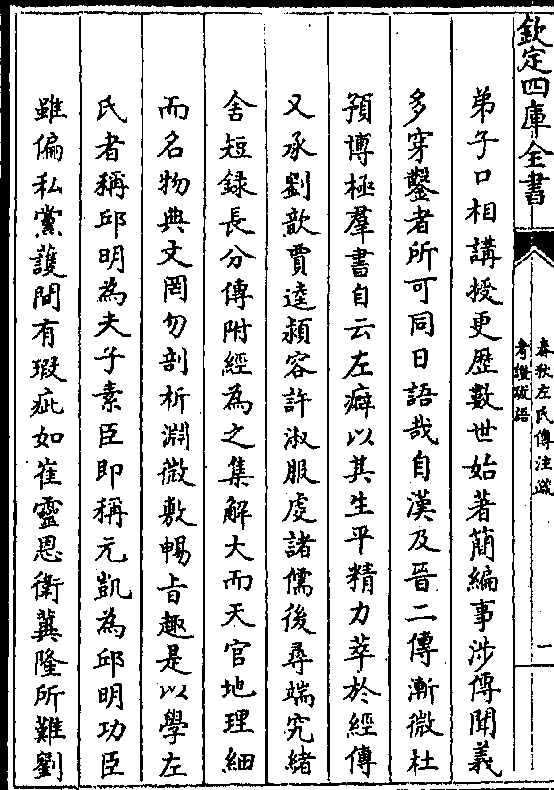 欽定四庫全書
春秋左氏傳注疏
考證跋語
一
弟子口相講授更歴數世始著簡編事涉傳聞義
多穿鑿者所可同日語哉自漢及晉二傳漸微杜
預博極羣書自云左癖以其生平精力萃於經傳
又承劉歆賈逵潁容許淑服虔諸儒後尋端究緒
舍短録長分傳附經為之集解大而天官地理細
而名物典文罔勿剖析淵微敷暢旨趣是以學左
氏者稱邱明為夫子素臣即稱元凱為邱明功臣
雖偏私黨護間有瑕疵如崔靈恩衛冀隆所難劉